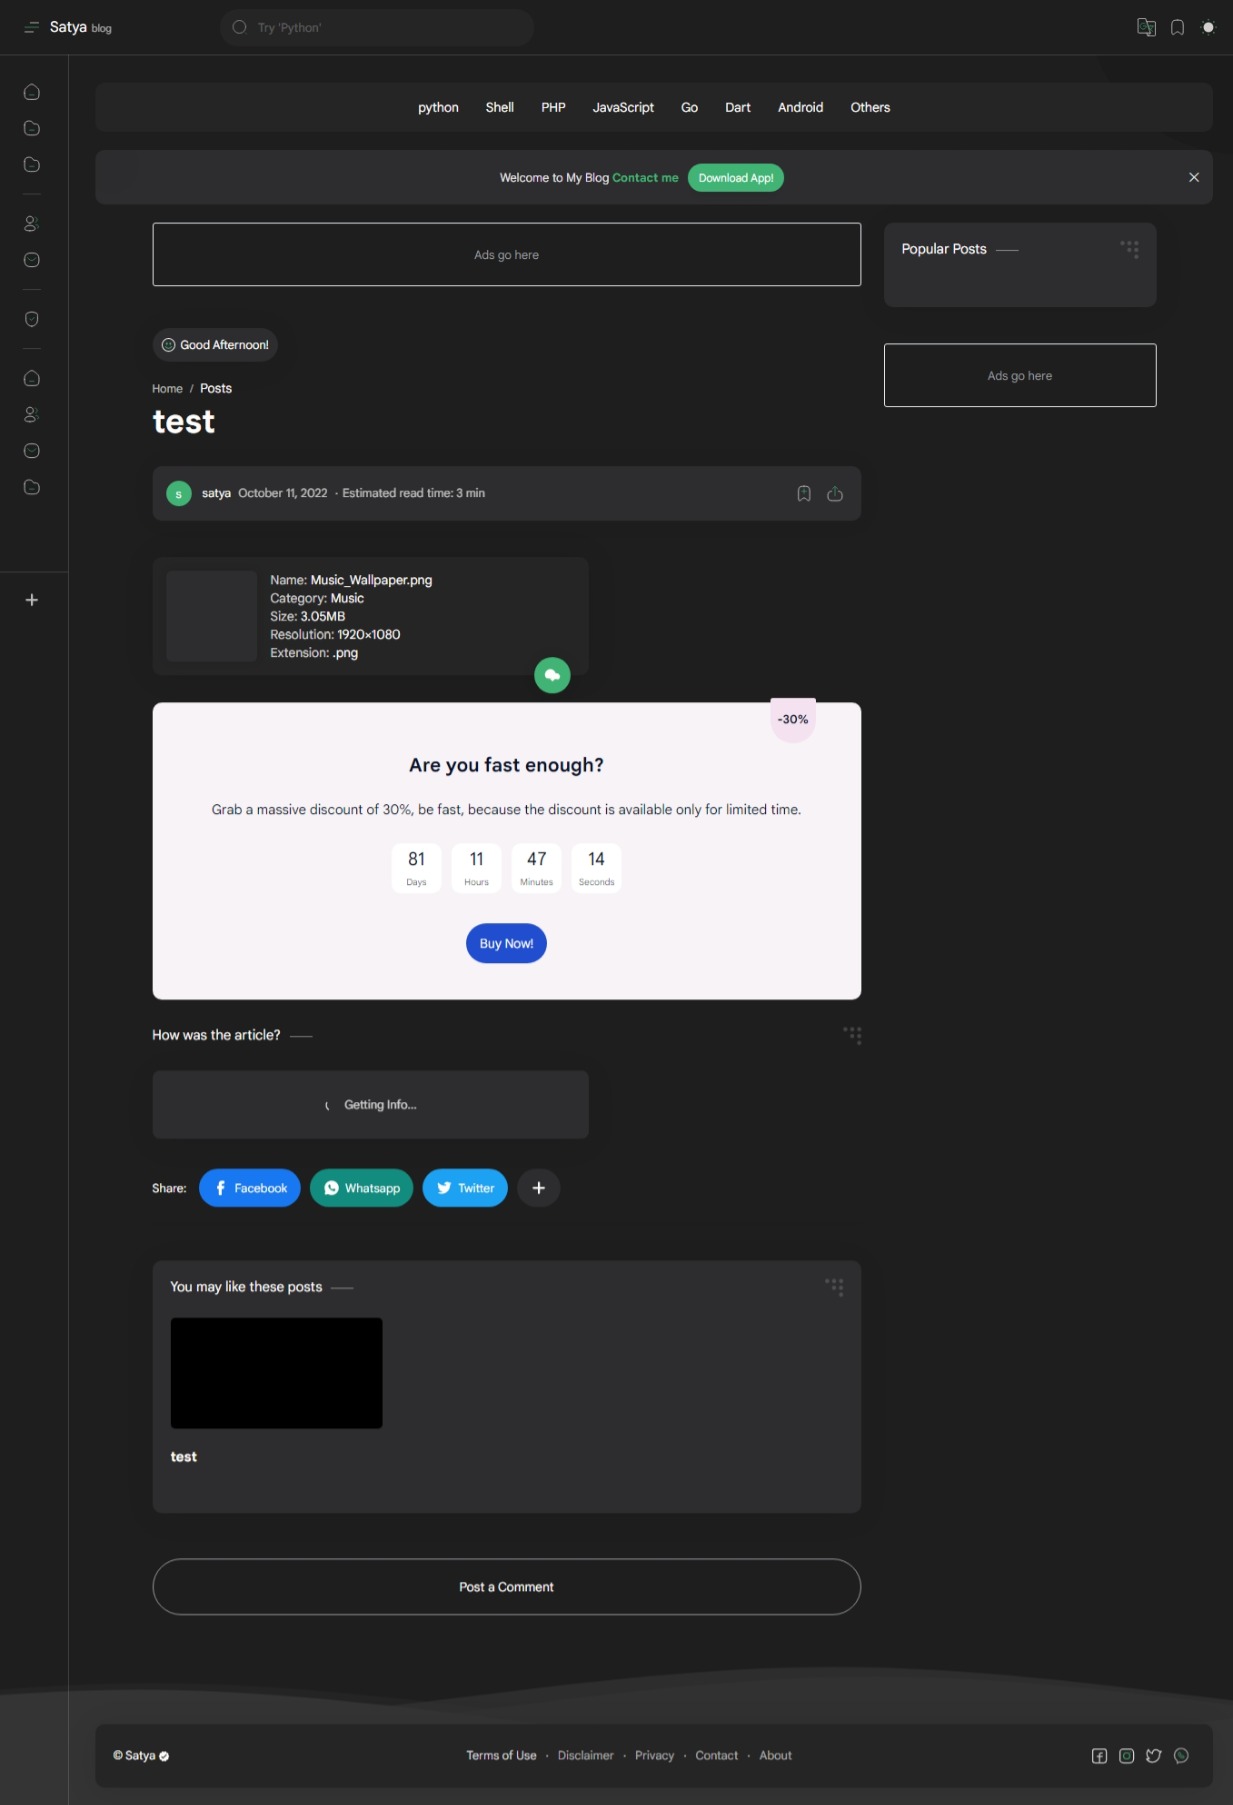 Satya blog
Try 'Python'
python Shell PHP JavaScript Go Dart Android Others
Welcome to My Blog Contact me Download App!
Ads go here
Popular Posts
Ads go here
Good Afternoon!
Home / Posts
test
s satya October 11, 2022 · Estimated read time: 3 min
Name: Music_Wallpaper.png
Category: Music
Size: 3.05MB
Resolution: 1920×1080
Extension: .png
-30%
Are you fast enough?
Grab a massive discount of 30%, be fast, because the discount is available only for limited time.
81 11 47 14
Days Hours Minutes Seconds
Buy Now!
How was the article?
Getting Info...
Share: Facebook Whatsapp Twitter
You may like these posts
test
Post a Comment
© Satya
Terms of Use · Disclaimer · Privacy · Contact · About